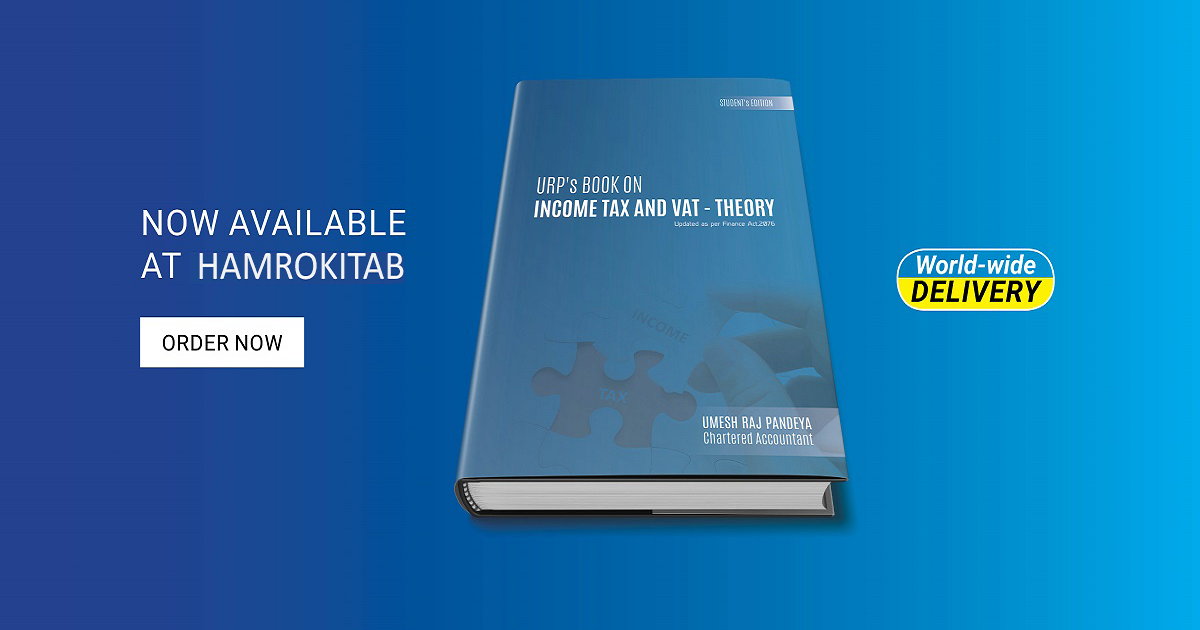 NOW AVAILABLE
AT HAMROKITAB
ORDER NOW
STUDENT's EDITION
URP's BOOK ON
INCOME TAX AND VAT - THEORY
Updated as per Finance Act,2076
INCOME
TAX
UMESH RAJ PANDEYA
Chartered Accountant
World-wide
DELIVERY